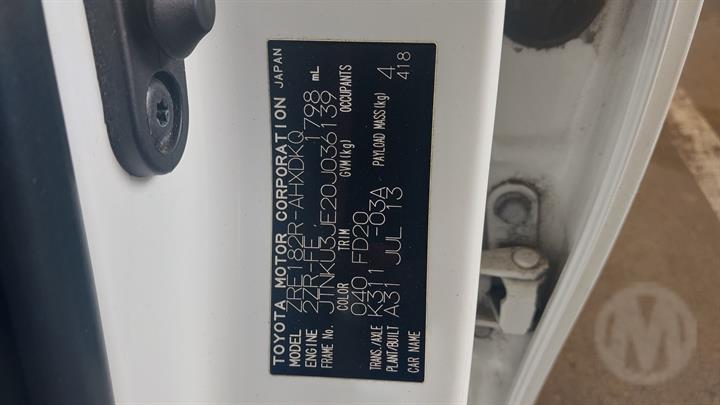 TOYOTA MOTOR CORPORATION JAPAN
MODEL ZRE182R-AHXDKQ
ENGINE 2ZR-FE 1798 mL
FRAME No. JTNKU3JE20J036139
COLOR TRIM GVM(kg) OCCUPANTS
040 FD20 4
TRANS./AXLE K311 -03A PAYLOAD MASS(kg) 418
PLANT/BUILT A31 JUL 13
CAR NAME
M